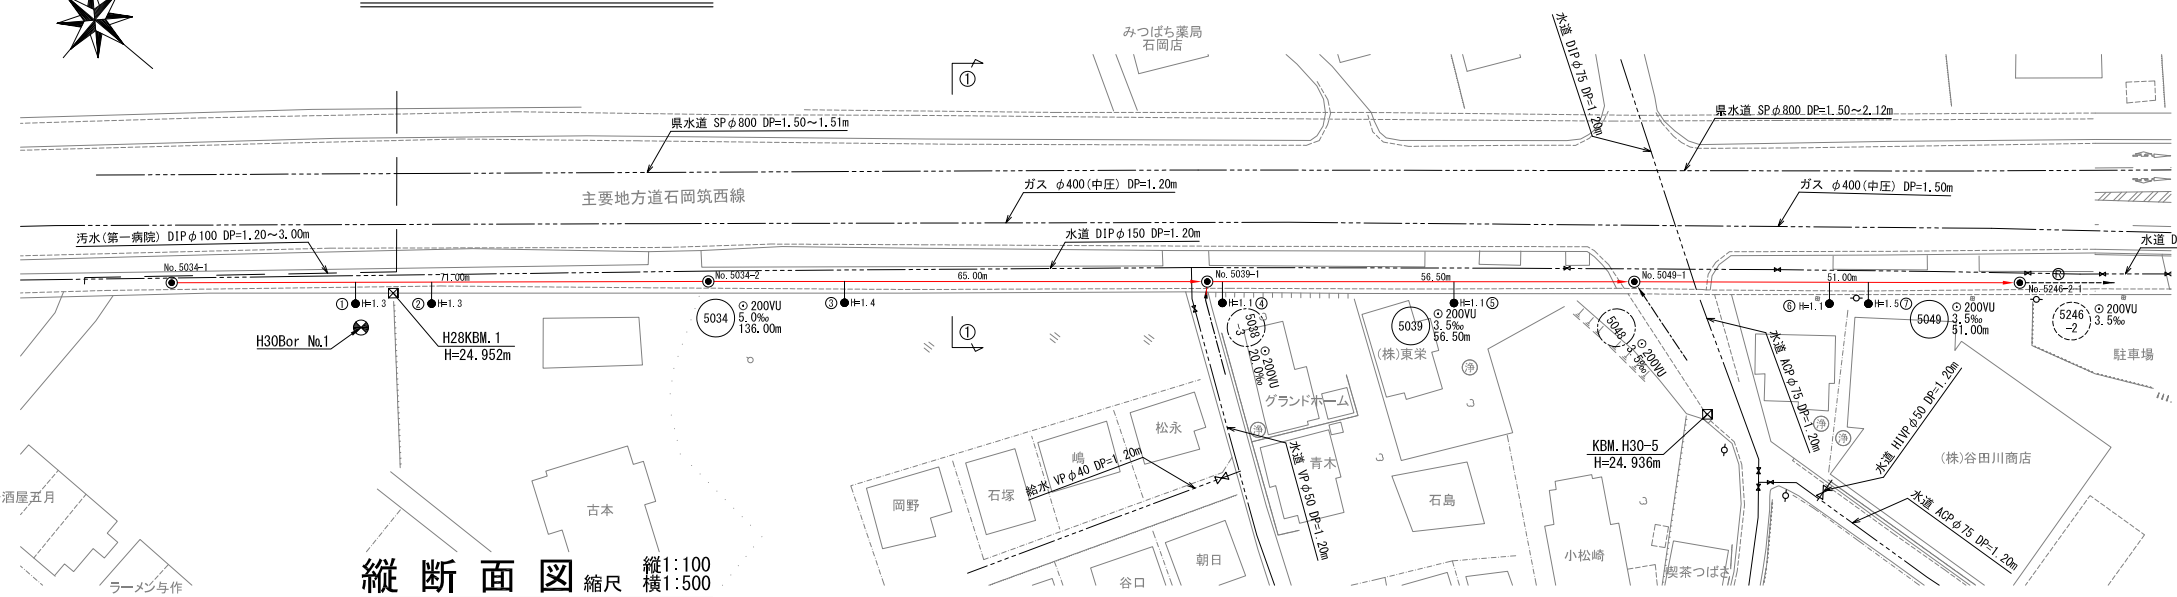 みつばち薬局
石岡店
①
水道 DIPφ75 DP=1.20m
県水道 SPφ800 DP=1.50～1.51m
県水道 SPφ800 DP=1.50～2.12m
主要地方道石岡筑西線
ガス φ400(中圧) DP=1.20m
ガス φ400(中圧) DP=1.50m
汚水(第一病院) DIPφ100 DP=1.20～3.00m
水道 DIPφ150 DP=1.20m
水道 D
No.5034-1
71.00m
No.5034-2
65.00m
No.5039-1
56.50m
No.5049-1
51.00m
No.5246-2-1
① H=1.3
② H=1.3
③ H=1.4
H=1.1 ④
H=1.1 ⑤
⑥ H=1.1
H=1.5 ⑦
H30Bor No.1
H28KBM.1
H=24.952m
5034
200VU
5.0‰
136.00m
①
5038
-3
200VU
20.0‰
5039
200VU
3.5‰
56.50m
5048
200VU
3.5‰
5049
200VU
3.5‰
51.00m
5246
-2
200VU
3.5‰
駐車場
(株)東栄
浄
グランドホーム
浄
水道 ACPφ75 DP=1.20m
浄
浄
水道 HIVPφ50 DP=1.20m
(株)谷田川商店
KBM.H30-5
H=24.936m
松永
嶋
石塚
岡野
給水 VPφ40 DP=1.20m
水道 VPφ50 DP=1.20m
青木
石島
小松崎
喫茶つばさ
水道 ACPφ75 DP=1.20m
酒屋五月
古本
朝日
谷口
ラーメン与作
縦断面図 縮尺 縦1:100
横1:500